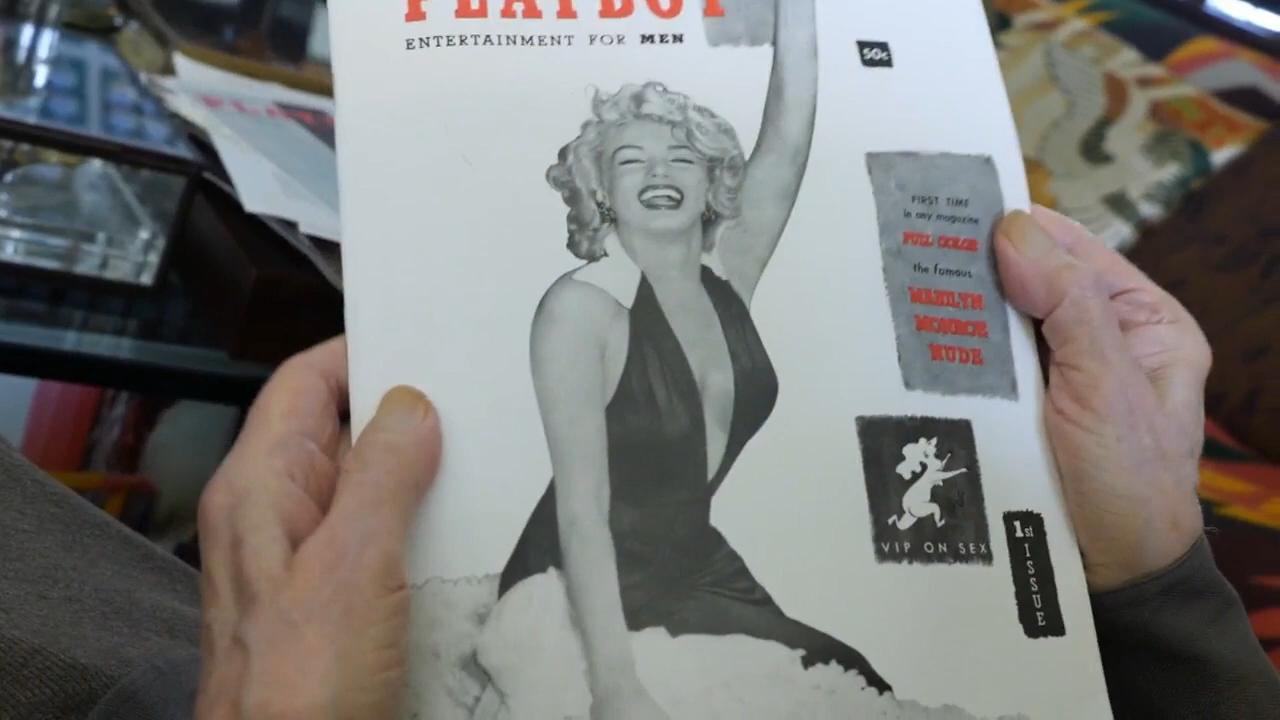 PLAYBOY
ENTERTAINMENT FOR MEN
50c
FIRST TIME
in any magazine
FULL COLOR
the famous
MARILYN
MONROE
NUDE
VIP ON SEX
1st
ISSUE